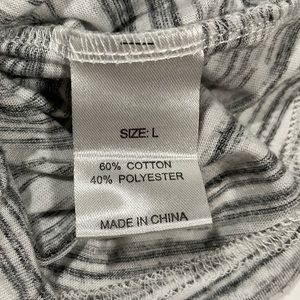 SIZE: L
60% COTTON
40% POLYESTER
MADE IN CHINA